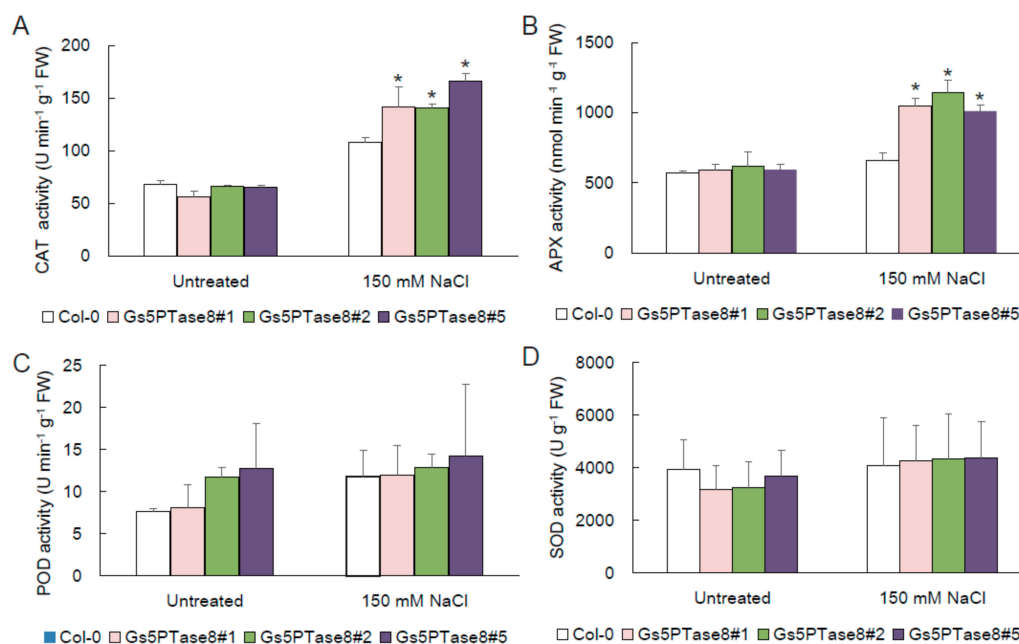 A
CAT activity (U min⁻¹ g⁻¹ FW)
200
150
100
50
0
* * *
Untreated 150 mM NaCl
Col-0 Gs5PTase8#1 Gs5PTase8#2 Gs5PTase8#5
B
APX activity (nmol min⁻¹ g⁻¹ FW)
1500
1000
500
0
* * *
Untreated 150 mM NaCl
Col-0 Gs5PTase8#1 Gs5PTase8#2 Gs5PTase8#5
C
POD activity (U min⁻¹ g⁻¹ FW)
25
20
15
10
5
0
Untreated 150 mM NaCl
Col-0 Gs5PTase8#1 Gs5PTase8#2 Gs5PTase8#5
D
SOD activity (U g⁻¹ FW)
8000
6000
4000
2000
0
Untreated 150 mM NaCl
Col-0 Gs5PTase8#1 Gs5PTase8#2 Gs5PTase8#5